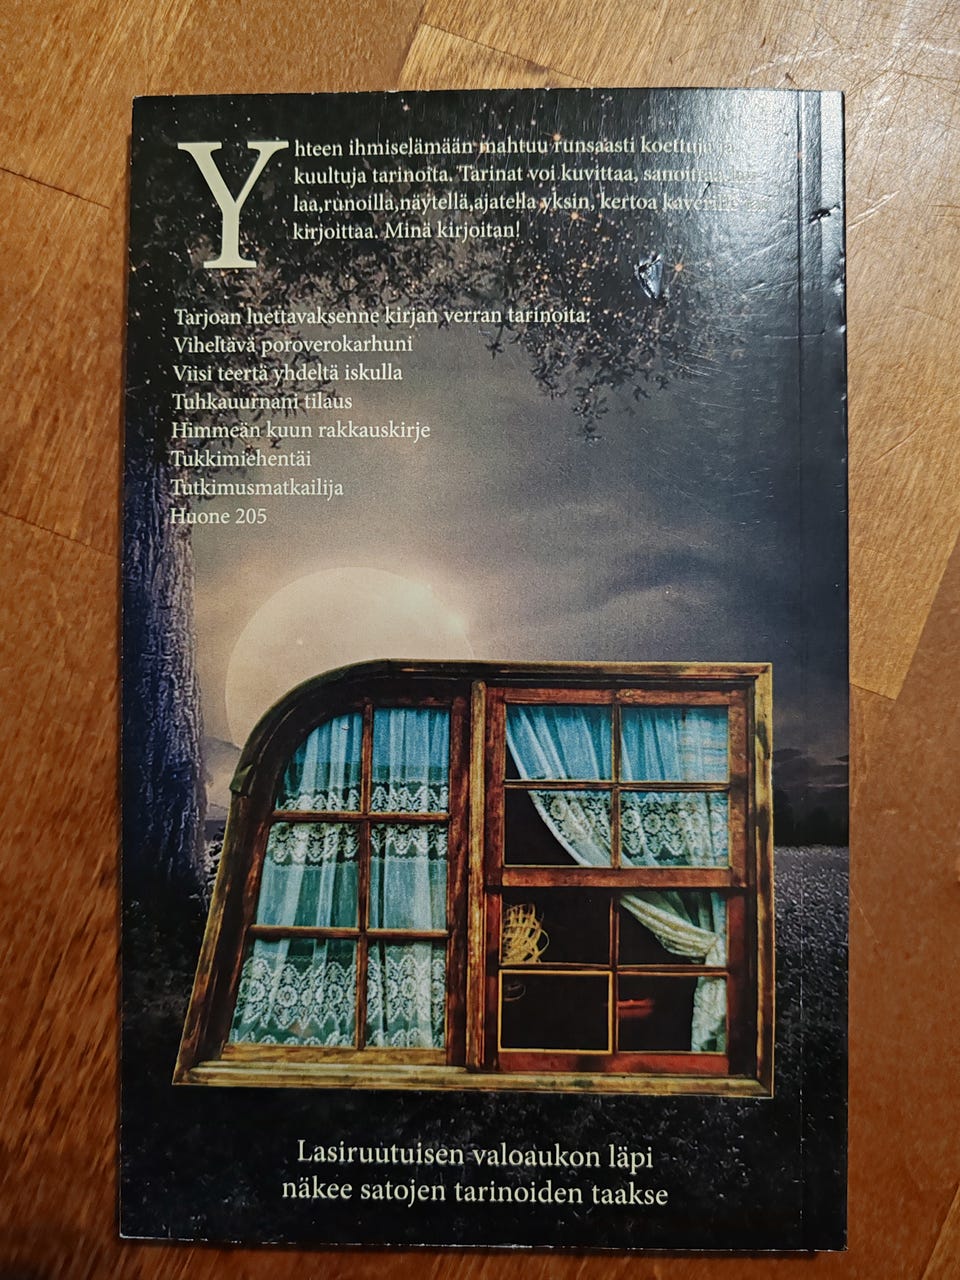 Yhteen ihmiselämään mahtuu runsaasti koettuja ja
kuultuja tarinoita. Tarinat voi kuvittaa, sanoittaa,
laa,runoilla,näytellä,ajatella yksin, kertoa kaverille
kirjoittaa. Minä kirjoitan!
Tarjoan luettavaksenne kirjan verran tarinoita:
Viheltävä poroverokarhuni
Viisi teertä yhdeltä iskulla
Tuhkauurnani tilaus
Himmeän kuun rakkauskirje
Tukkimiehentäi
Tutkimusmatkailija
Huone 205
Lasiruutuisen valoaukon läpi
näkee satojen tarinoiden taakse